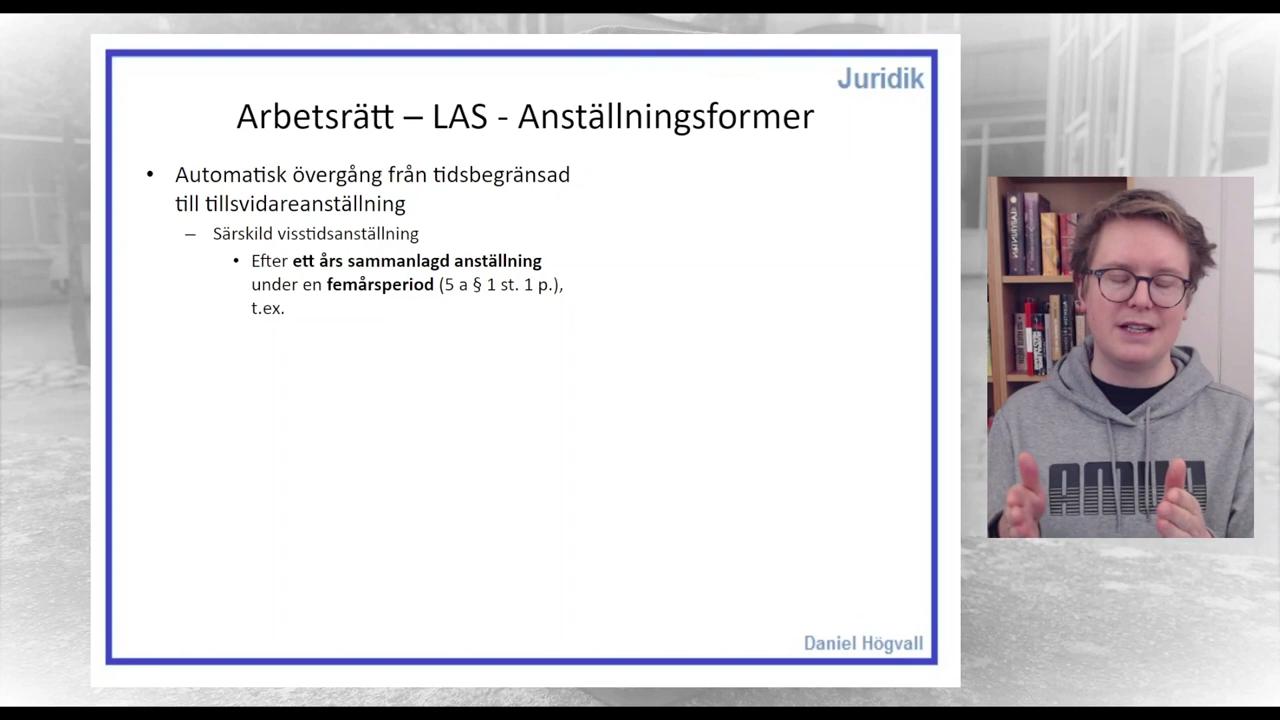 Juridik
Arbetsrätt – LAS - Anställningsformer
• Automatisk övergång från tidsbegränsad
till tillsvidareanställning
– Särskild visstidsanställning
• Efter ett års sammanlagd anställning
under en femårsperiod (5 a § 1 st. 1 p.),
t.ex.
Daniel Högvall